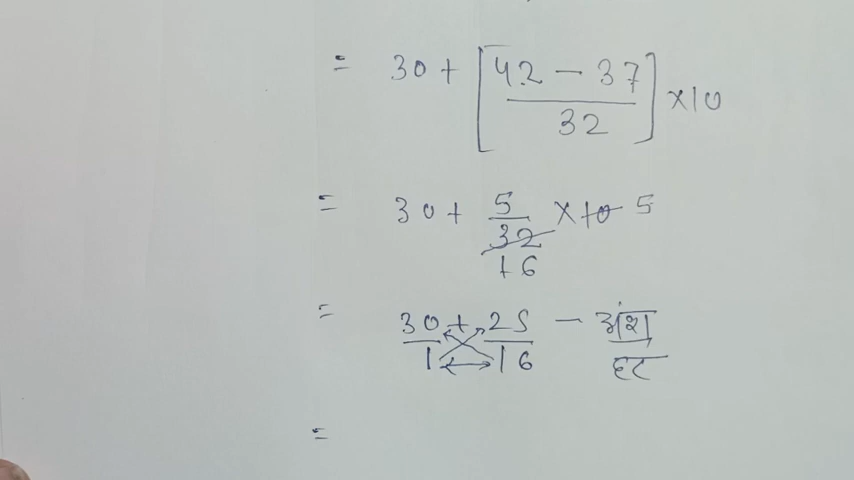 = 30 + [42 - 37 / 32] × 10
= 30 + 5/32 × 10 5
16
= 30/1 + 25/16 - अंश/हर
=